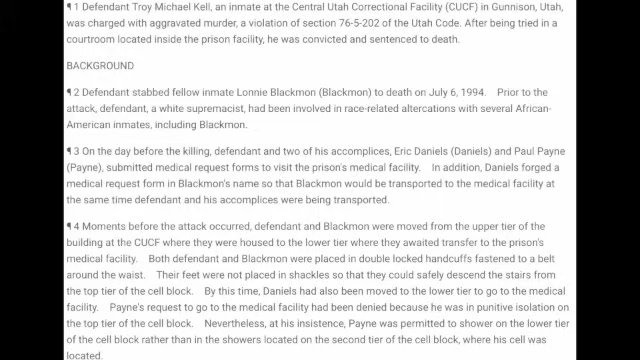 ¶ 1 Defendant Troy Michael Kell, an inmate at the Central Utah Correctional Facility (CUCF) in Gunnison, Utah,
was charged with aggravated murder, a violation of section 76-5-202 of the Utah Code. After being tried in a
courtroom located inside the prison facility, he was convicted and sentenced to death.
BACKGROUND
¶ 2 Defendant stabbed fellow inmate Lonnie Blackmon (Blackmon) to death on July 6, 1994. Prior to the
attack, defendant, a white supremacist, had been involved in race-related altercations with several African-
American inmates, including Blackmon.
¶ 3 On the day before the killing, defendant and two of his accomplices, Eric Daniels (Daniels) and Paul Payne
(Payne), submitted medical request forms to visit the prison's medical facility. In addition, Daniels forged a
medical request form in Blackmon's name so that Blackmon would be transported to the medical facility at
the same time defendant and his accomplices were being transported.
¶ 4 Moments before the attack occurred, defendant and Blackmon were moved from the upper tier of the
building at the CUCF where they were housed to the lower tier where they awaited transfer to the prison's
medical facility. Both defendant and Blackmon were placed in double locked handcuffs fastened to a belt
around the waist. Their feet were not placed in shackles so that they could safely descend the stairs from
the top tier of the cell block. By this time, Daniels had also been moved to the lower tier to go to the medical
facility. Payne's request to go to the medical facility had been denied because he was in punitive isolation on
the top tier of the cell block. Nevertheless, at his insistence, Payne was permitted to shower on the lower tier
of the cell block rather than in the showers located on the second tier of the cell block, where his cell was
located.